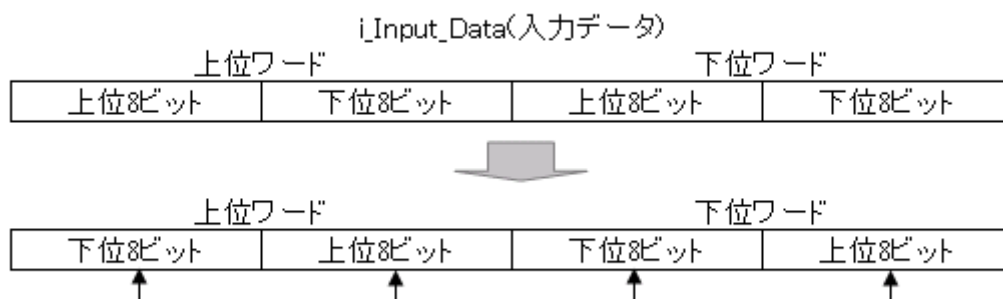 i_Input_Data(入力データ)
上位ワード 下位ワード
上位8ビット 下位8ビット 上位8ビット 下位8ビット
上位ワード 下位ワード
下位8ビット 上位8ビット 下位8ビット 上位8ビット